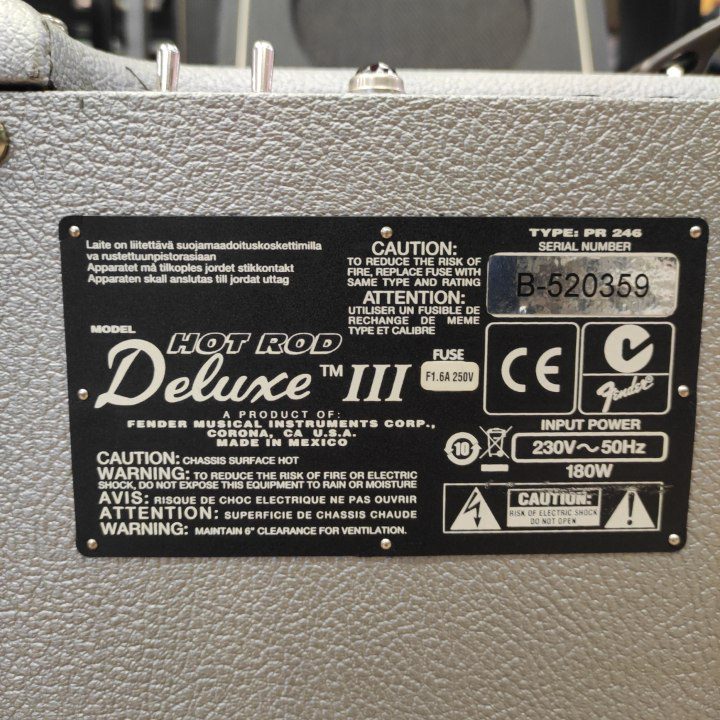 Laite on liitettävä suojamaadoituskoskettimilla
va rustettuunpistorasiaan
Apparatet må tilkoples jordet stikkontakt
Apparaten skall anslutas till jordat uttag
CAUTION:
TO REDUCE THE RISK OF
FIRE, REPLACE FUSE WITH
SAME TYPE AND RATING
ATTENTION:
UTILISER UN FUSIBLE DE
RECHANGE DE MEME
TYPE ET CALIBRE
TYPE: PR 246
SERIAL NUMBER
B-520359
MODEL
HOT ROD
Deluxe™ III
FUSE
F1.6A 250V
CE
Fender
A PRODUCT OF:
FENDER MUSICAL INSTRUMENTS CORP.,
CORONA, CA U.S.A.
MADE IN MEXICO
INPUT POWER
10
230V~50Hz
180W
CAUTION: CHASSIS SURFACE HOT
WARNING: TO REDUCE THE RISK OF FIRE OR ELECTRIC
SHOCK, DO NOT EXPOSE THIS EQUIPMENT TO RAIN OR MOISTURE
AVIS: RISQUE DE CHOC ELECTRIQUE NE PAS OUVRIR
ATTENTION: SUPERFICIE DE CHASSIS CHAUDE
WARNING: MAINTAIN 6" CLEARANCE FOR VENTILATION.
CAUTION:
RISK OF ELECTRIC SHOCK
DO NOT OPEN